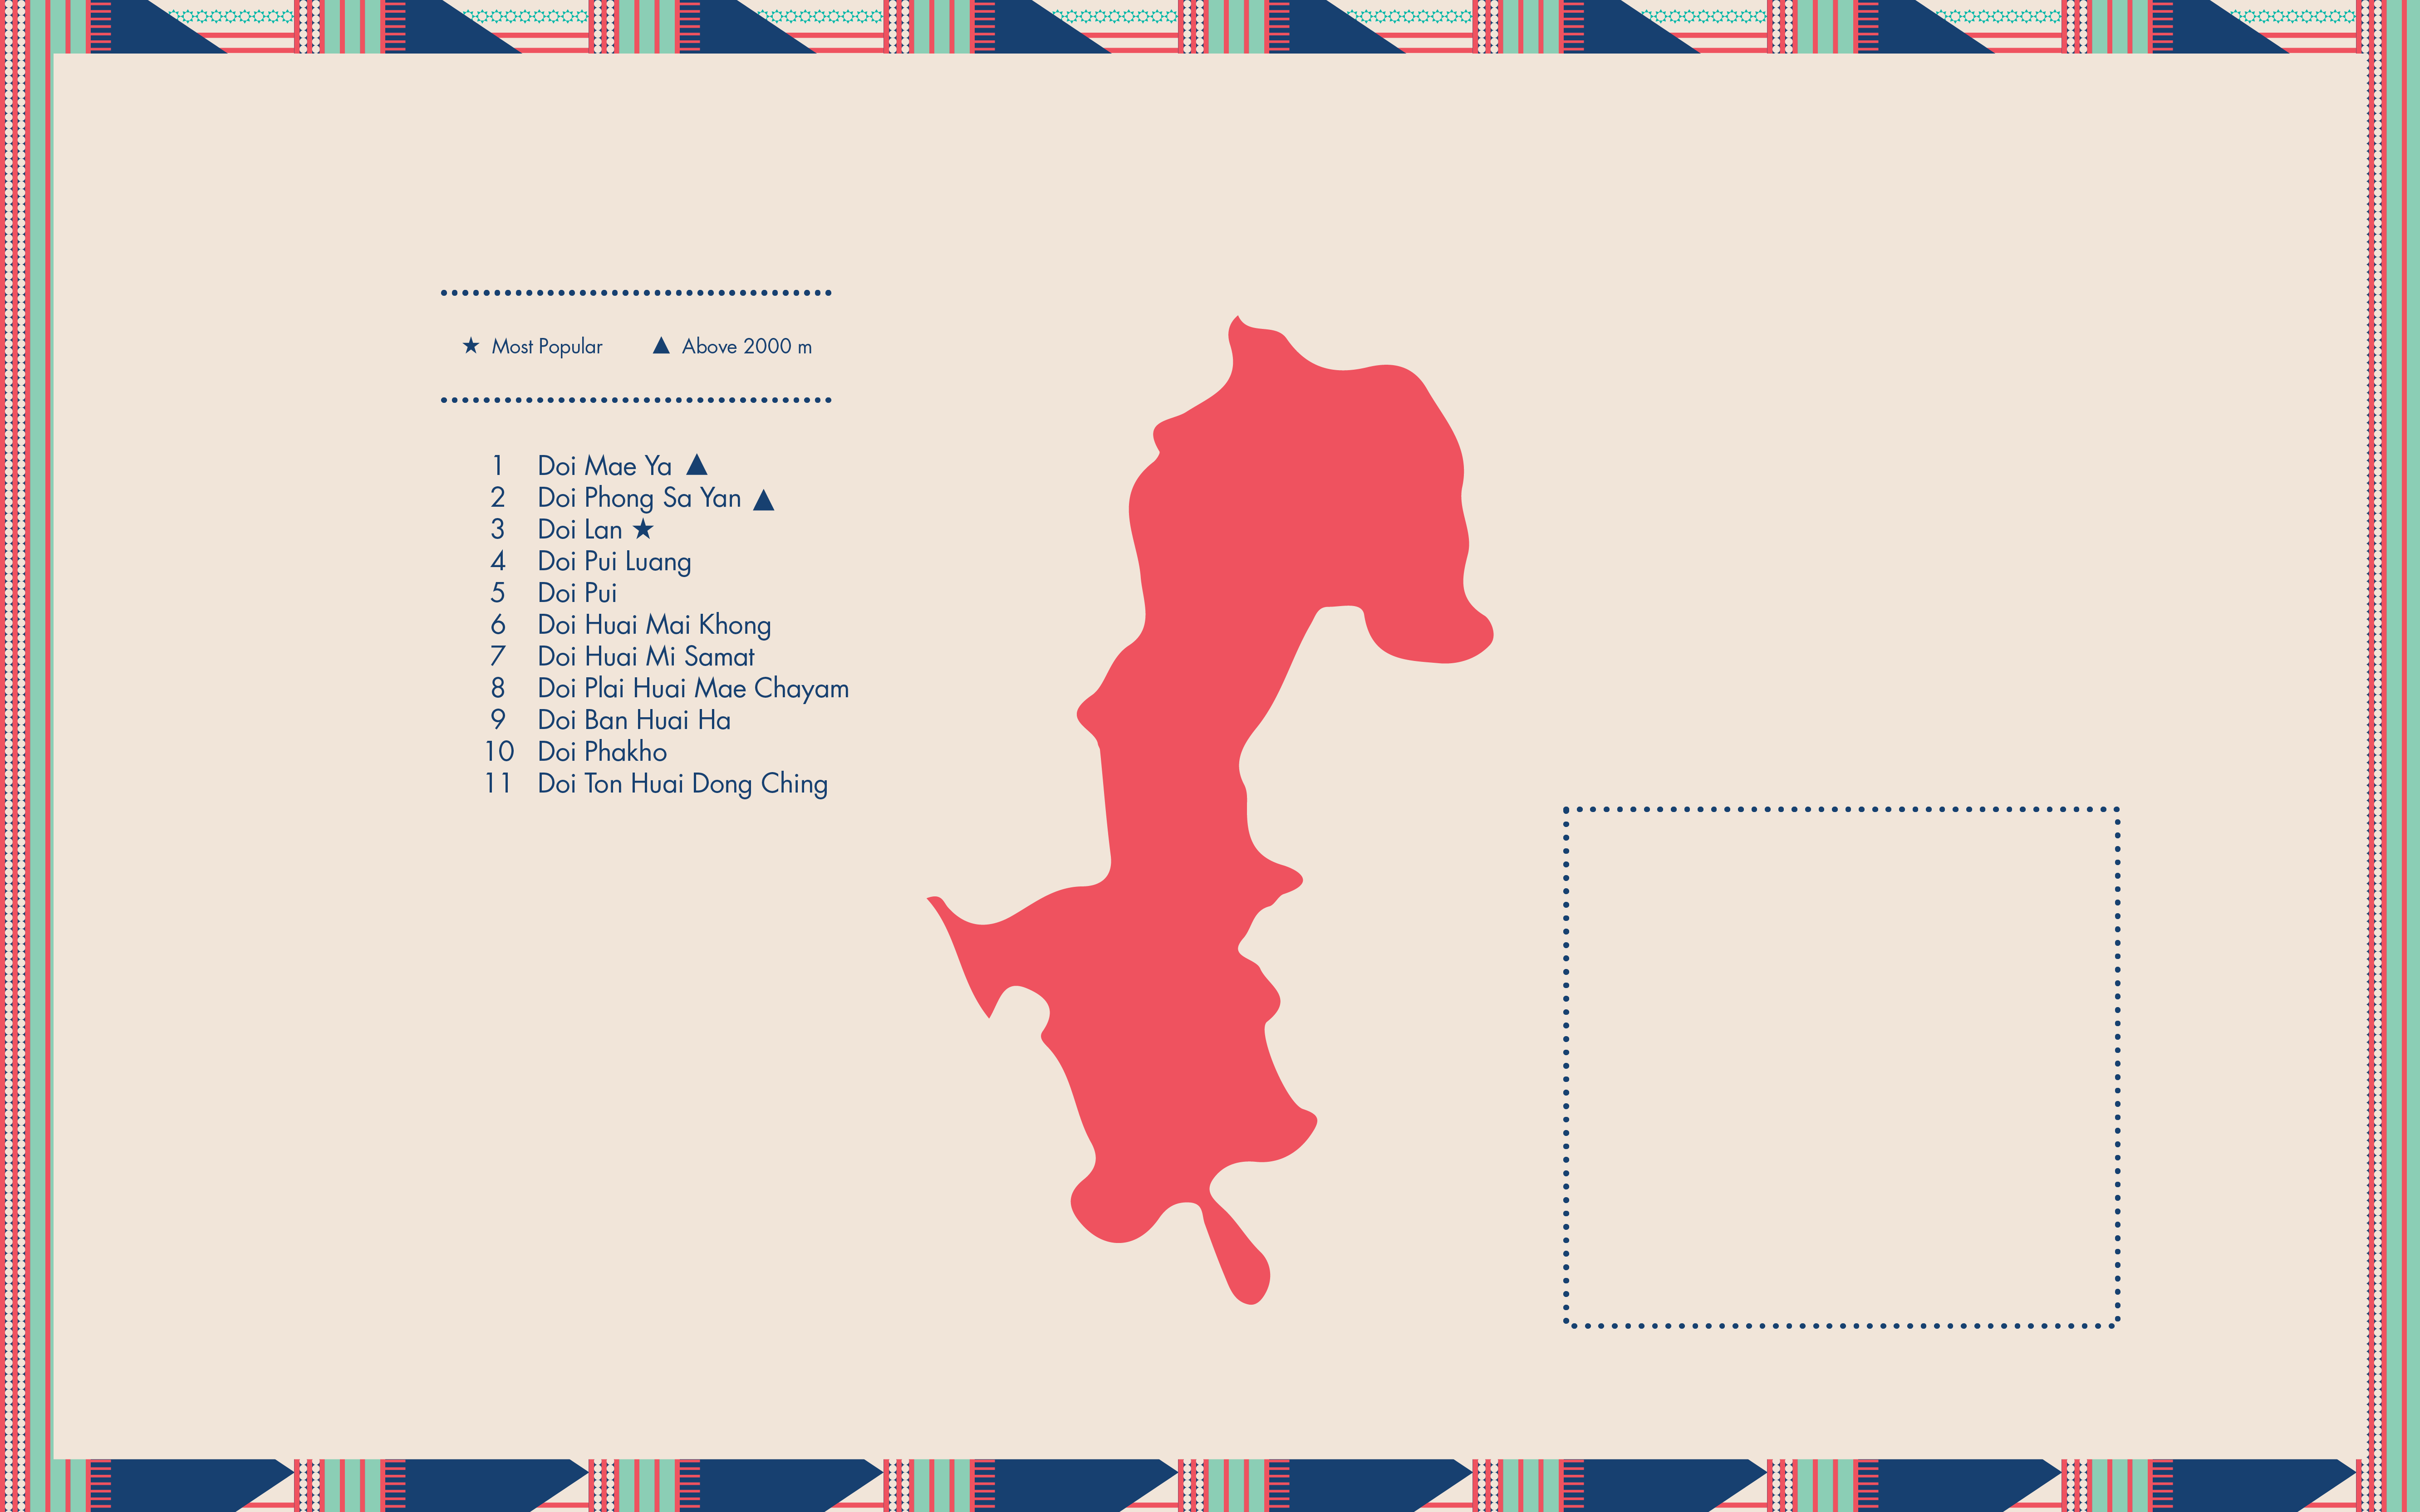 ★ Most Popular ▲ Above 2000 m
1 Doi Mae Ya ▲
2 Doi Phong Sa Yan ▲
3 Doi Lan ★
4 Doi Pui Luang
5 Doi Pui
6 Doi Huai Mai Khong
7 Doi Huai Mi Samat
8 Doi Plai Huai Mae Chayam
9 Doi Ban Huai Ha
10 Doi Phakho
11 Doi Ton Huai Dong Ching